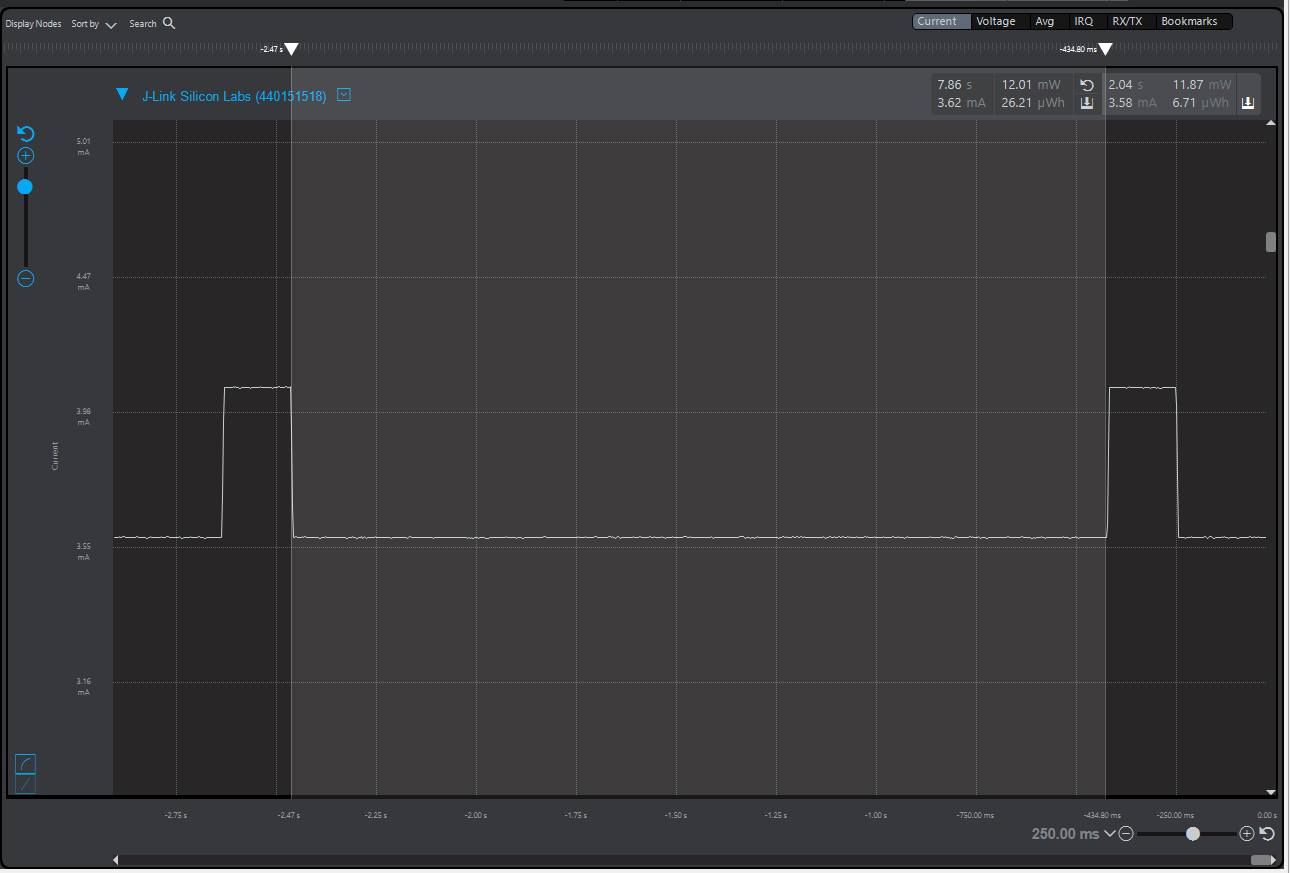 Display Nodes Sort by Search Current Voltage Avg IRQ RX/TX Bookmarks
-2.47 s -434.80 ms
J-Link Silicon Labs (440151518)
7.86 s 12.01 mW 2.04 s 11.87 mW
3.62 mA 26.21 µWh 3.58 mA 6.71 µWh
5.01
mA
4.47
mA
3.98
mA
Current
3.55
mA
3.16
mA
-2.75 s -2.47 s -2.25 s -2.00 s -1.75 s -1.50 s -1.25 s -1.00 s -750.00 ms -434.80 ms -250.00 ms 0.00 s
250.00 ms